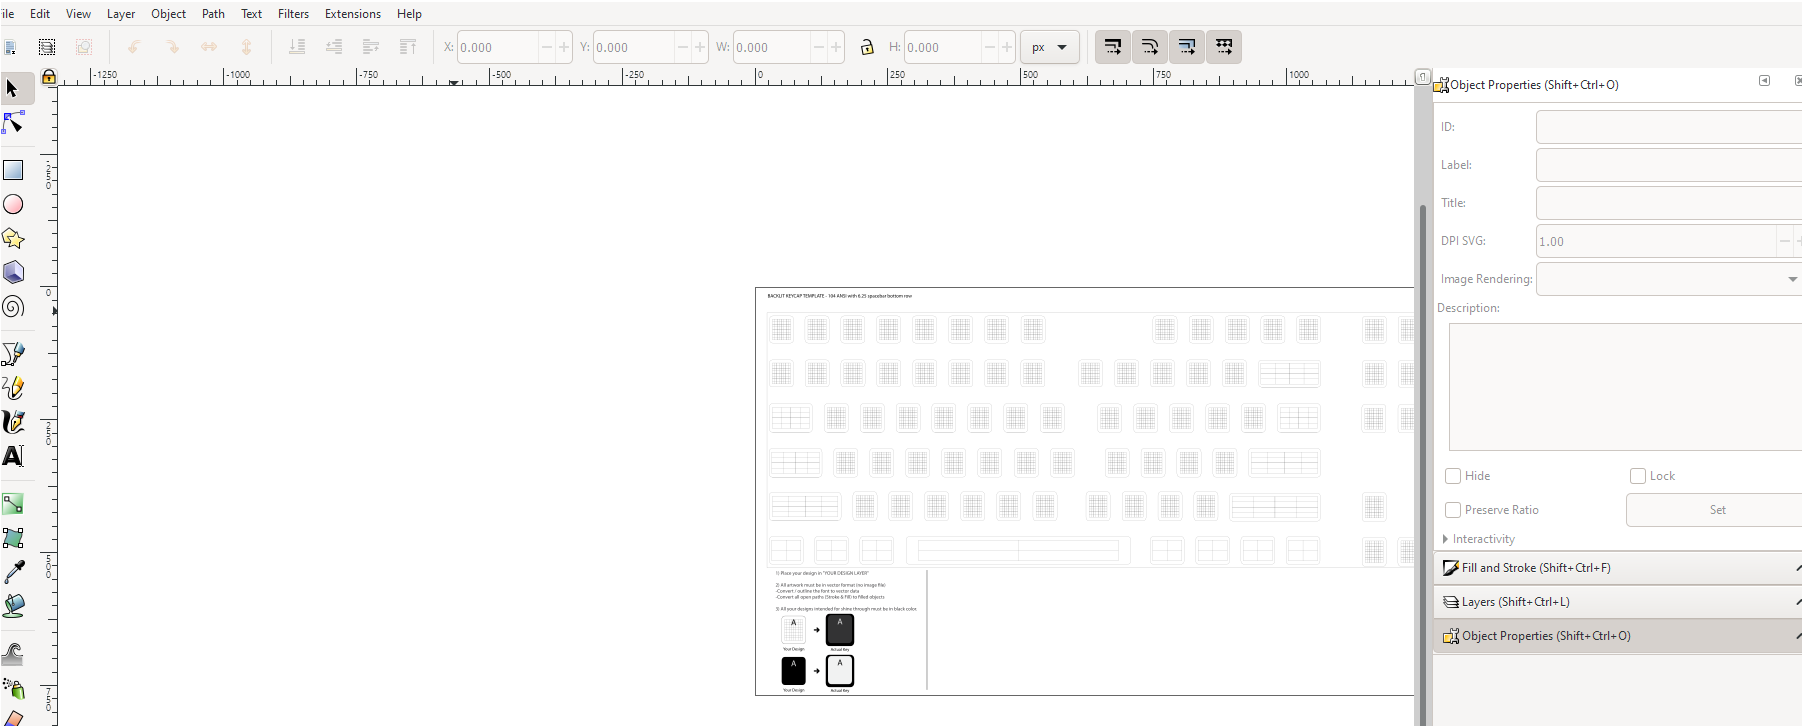 ile Edit View Layer Object Path Text Filters Extensions Help
X: 0.000 Y: 0.000 W: 0.000 H: 0.000 px
-1250 -1000 -750 -500 -250 0 250 500 750 1000
Object Properties (Shift+Ctrl+O)
ID:
Label:
Title:
DPI SVG: 1.00
Image Rendering:
Description:
Hide Lock
Preserve Ratio Set
Interactivity
Fill and Stroke (Shift+Ctrl+F)
Layers (Shift+Ctrl+L)
Object Properties (Shift+Ctrl+O)
-250
0
250
500
750
BACKLIT KEYCAP TEMPLATE - 104 ANSI with 6.25 spacebar bottom row
1) Place your design in "YOUR DESIGN LAYER"
2) All artwork must be in vector format (no image file)
-Convert / outline the font to vector data
-Convert all open paths (Stroke & Fill) to filled objects
3) All your designs intended for shine through must be in black color.
A A
Your Design Actual Key
A A
Your Design Actual Key